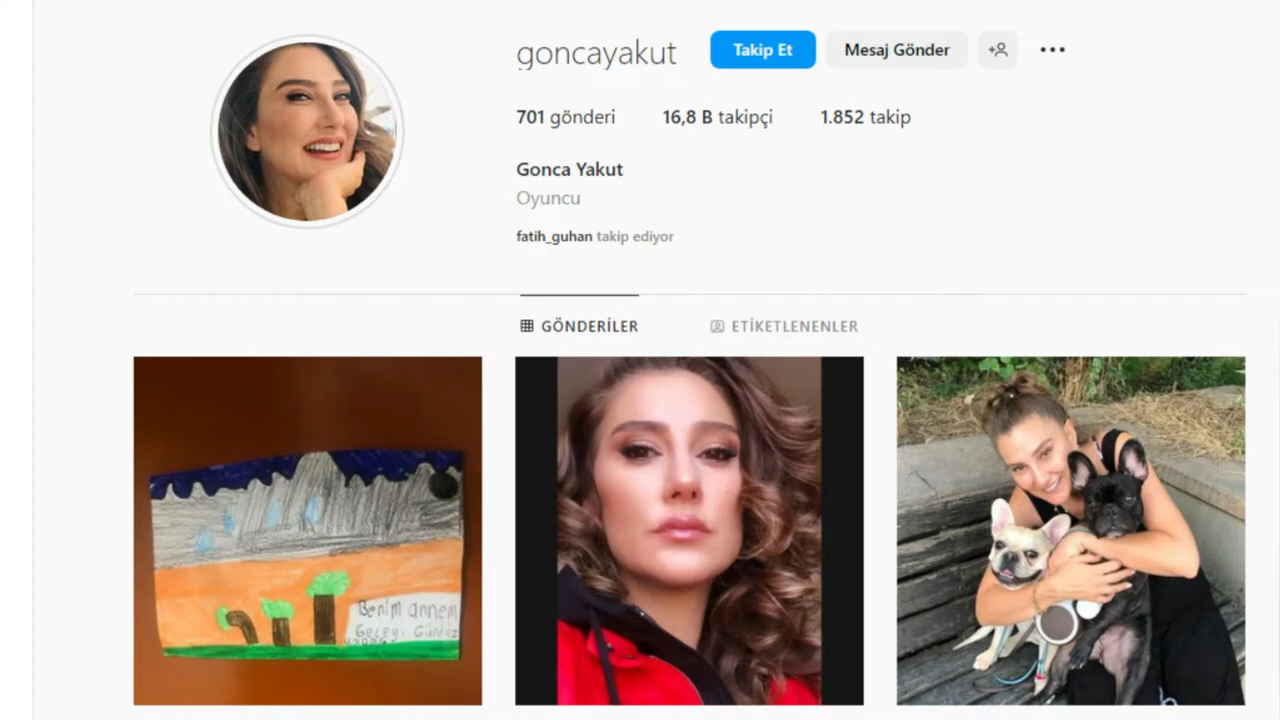 goncayakut Takip Et Mesaj Gönder
701 gönderi 16,8 B takipçi 1.852 takip
Gonca Yakut
Oyuncu
fatih_guhan takip ediyor
GÖNDERİLER ETİKETLENENLER
Benim annem